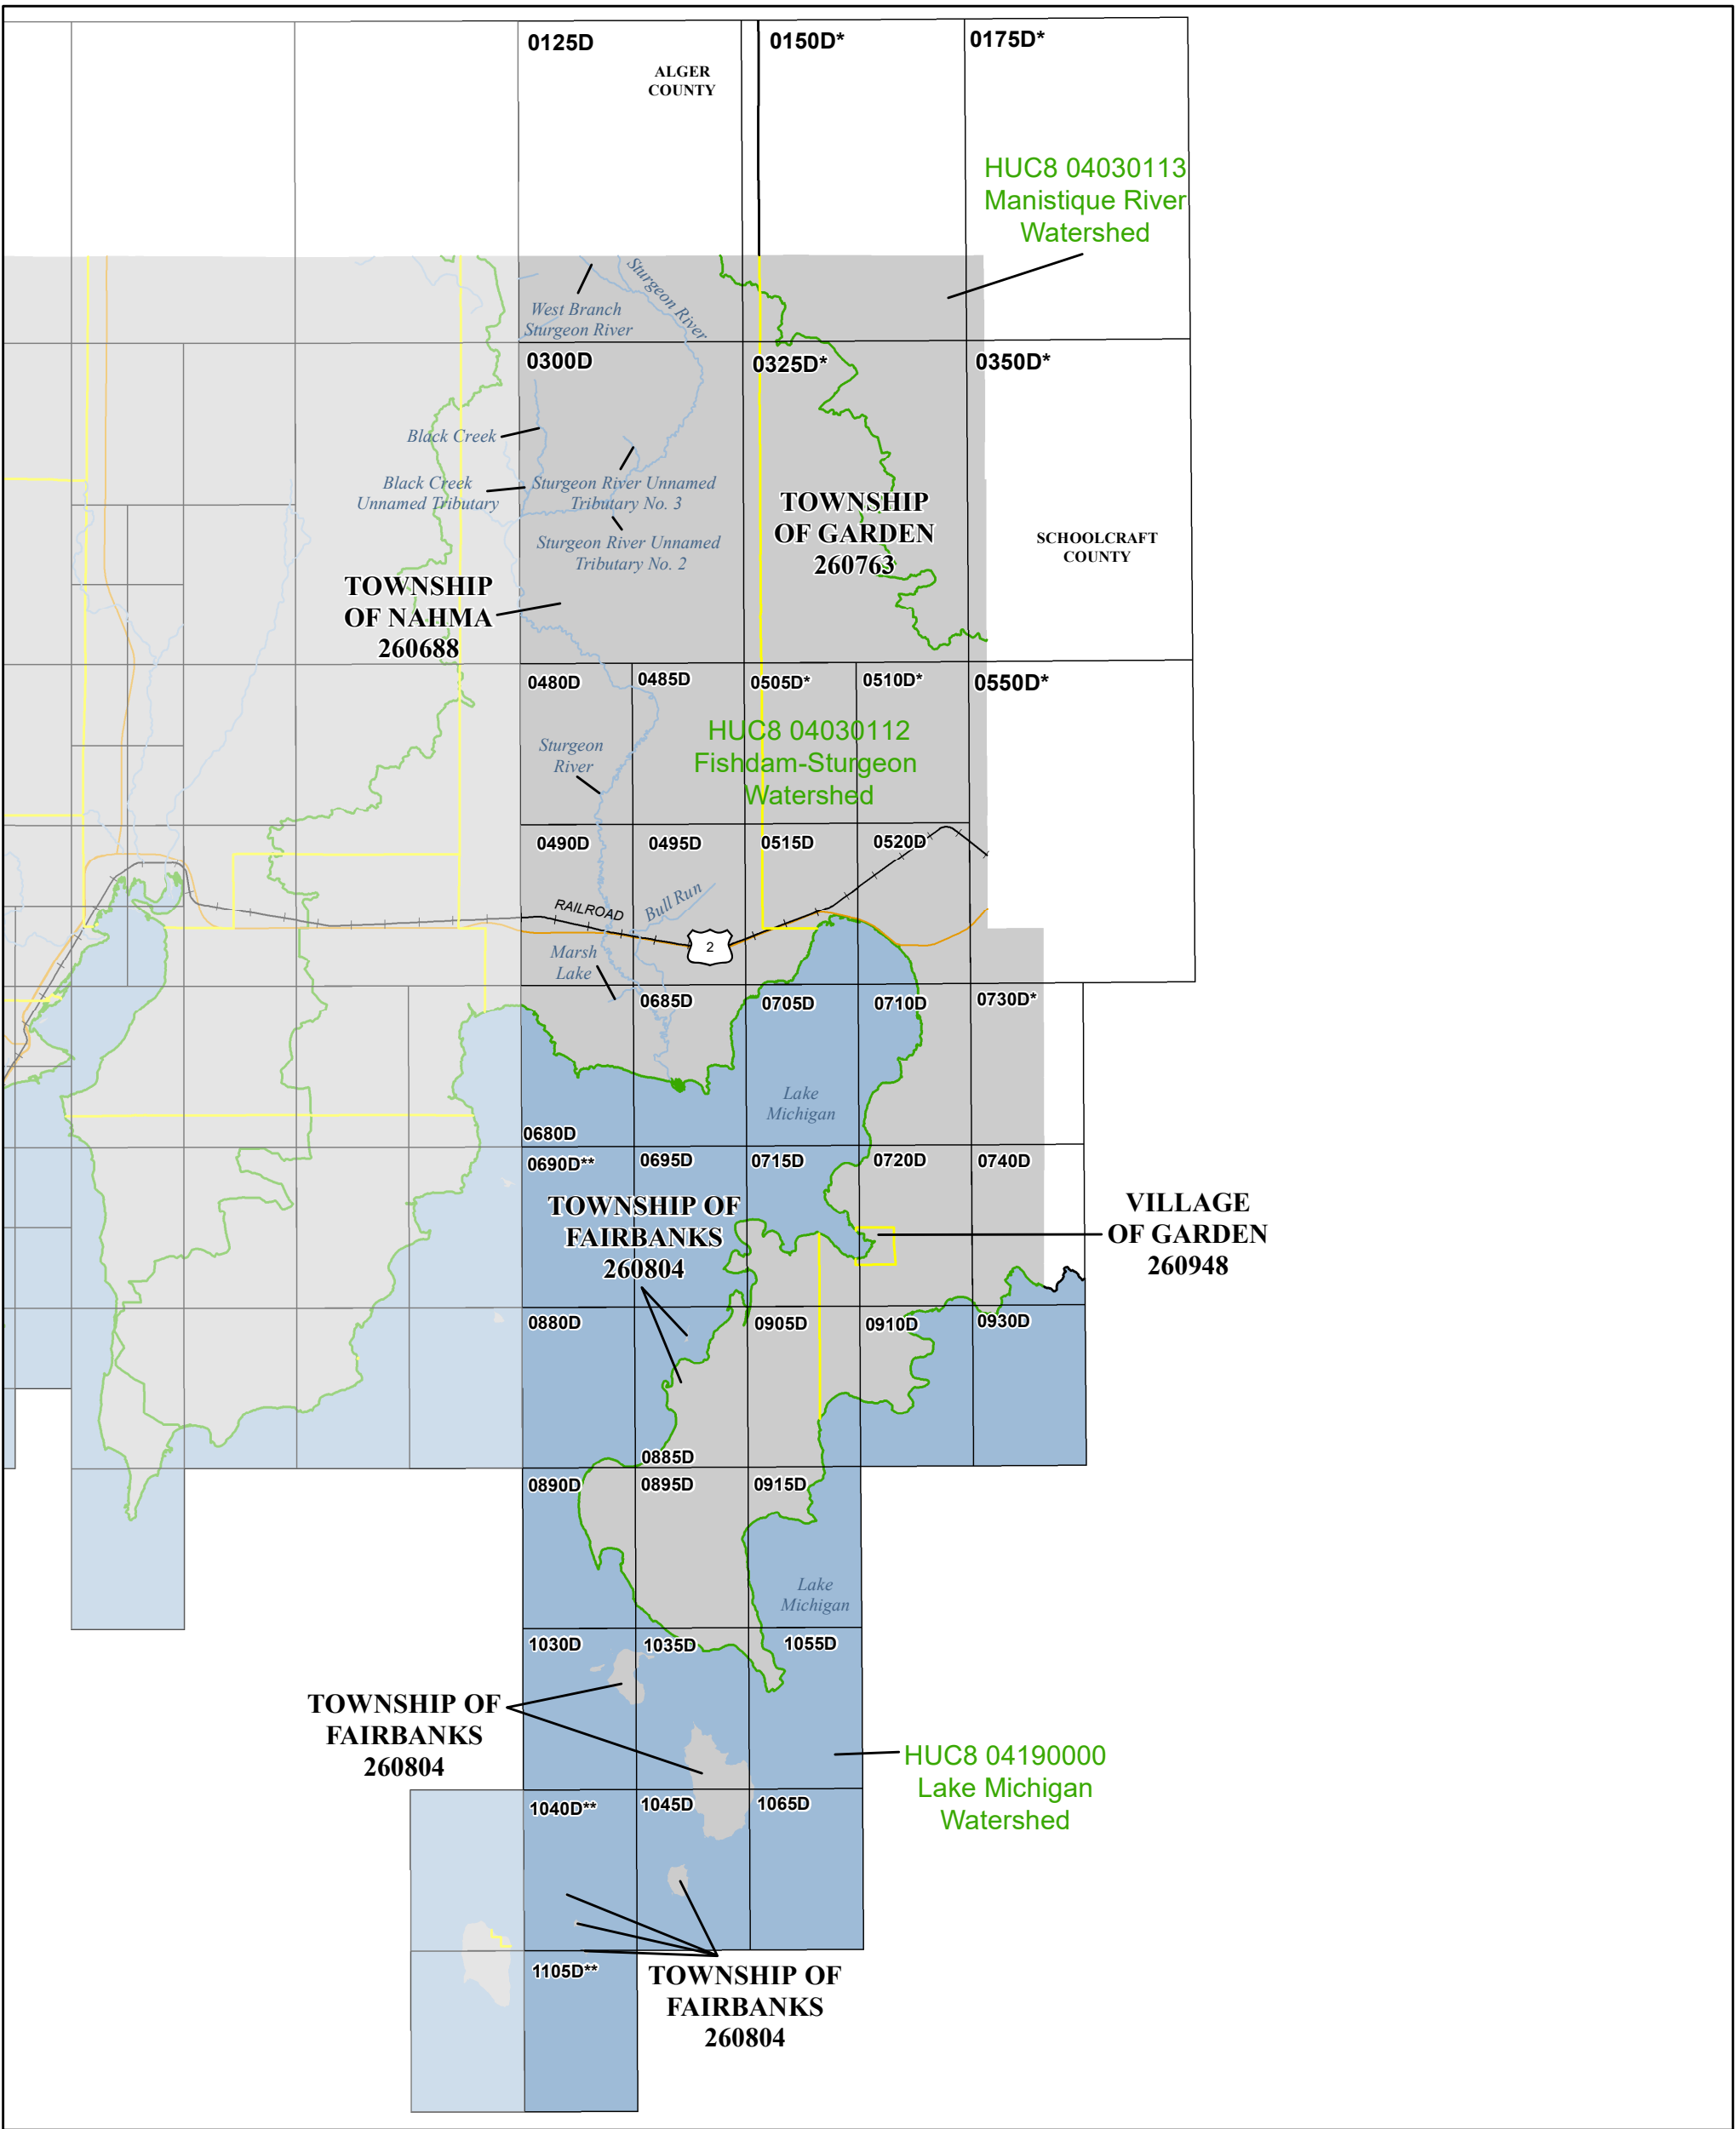 0125D
0150D*
0175D*
ALGER
COUNTY
HUC8 04030113
Manistique River
Watershed
Sturgeon River
West Branch
Sturgeon River
0300D
0325D*
0350D*
Black Creek
Black Creek
Unnamed Tributary
Sturgeon River Unnamed
Tributary No. 3
TOWNSHIP
OF GARDEN
260763
Sturgeon River Unnamed
Tributary No. 2
SCHOOLCRAFT
COUNTY
TOWNSHIP
OF NAHMA
260688
0480D
0485D
0505D*
0510D*
0550D*
HUC8 04030112
Fishdam-Sturgeon
Watershed
Sturgeon
River
0490D
0495D
0515D
0520D
Bull Run
RAILROAD
2
Marsh
Lake
0685D
0705D
0710D
0730D*
Lake
Michigan
0680D
0690D**
0695D
0715D
0720D
0740D
TOWNSHIP OF
FAIRBANKS
260804
VILLAGE
OF GARDEN
260948
0880D
0905D
0910D
0930D
0885D
0890D
0895D
0915D
Lake
Michigan
1030D
1035D
1055D
TOWNSHIP OF
FAIRBANKS
260804
HUC8 04190000
Lake Michigan
Watershed
1040D**
1045D
1065D
1105D**
TOWNSHIP OF
FAIRBANKS
260804